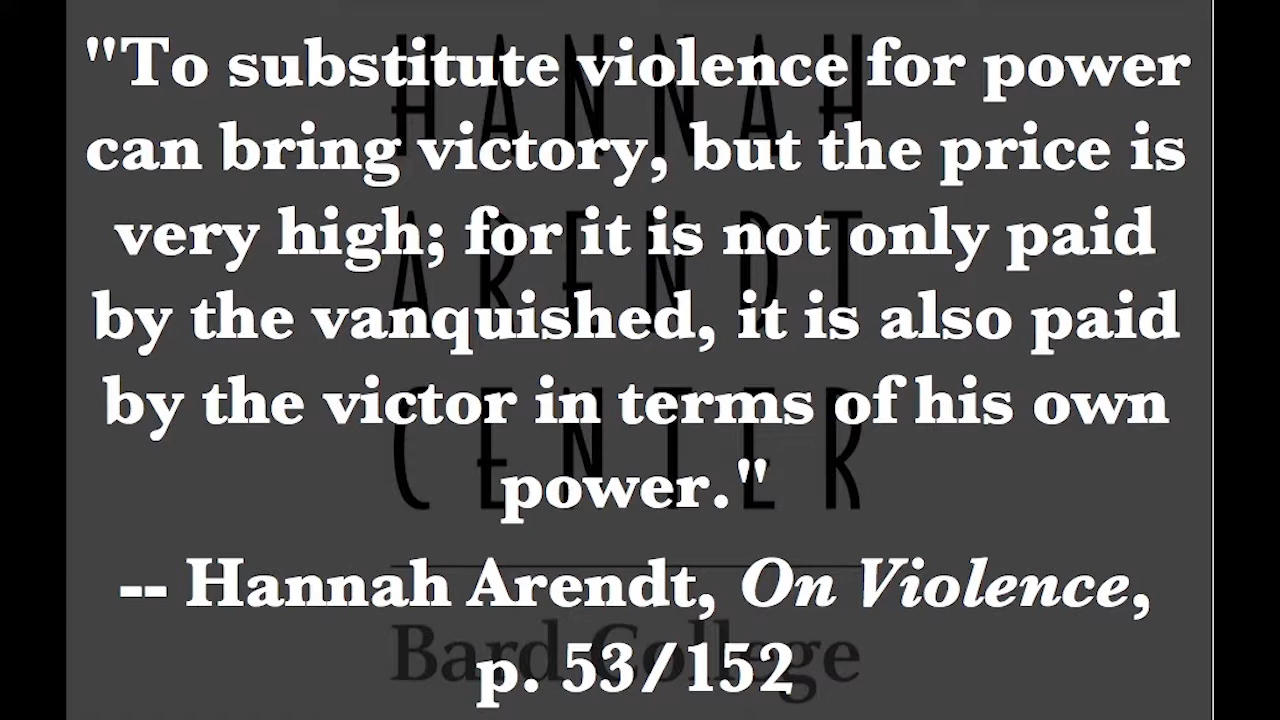 "To substitute violence for power
can bring victory, but the price is
very high; for it is not only paid
by the vanquished, it is also paid
by the victor in terms of his own
power."
-- Hannah Arendt, On Violence,
p. 53/152
HANNAH
ARENDT
CENTER
Bard College